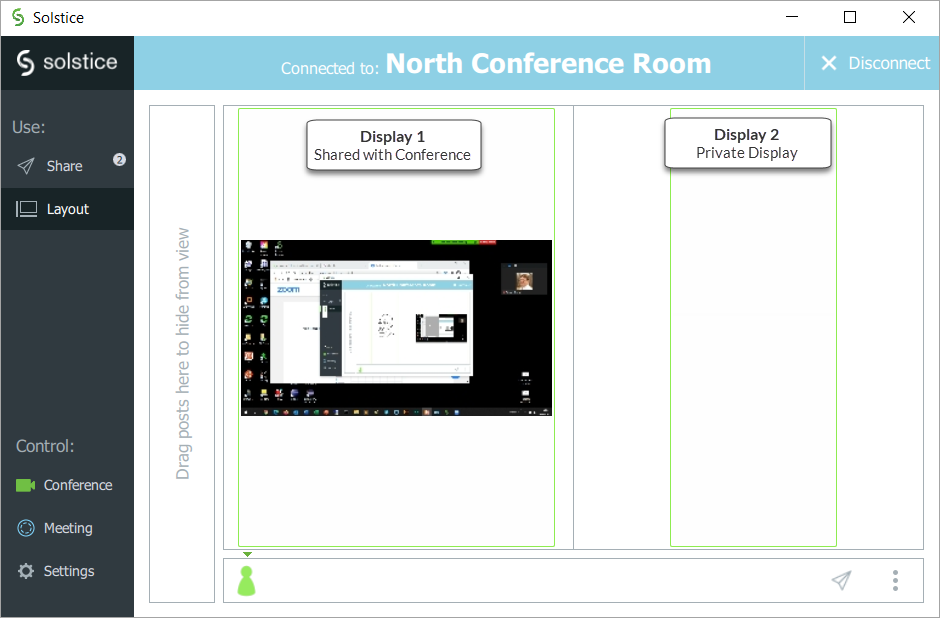 Solstice
solstice
Connected to: North Conference Room
Disconnect
Use:
Share
2
Layout
Control:
Conference
Meeting
Settings
Drag posts here to hide from view
Display 1
Shared with Conference
Display 2
Private Display
zoom